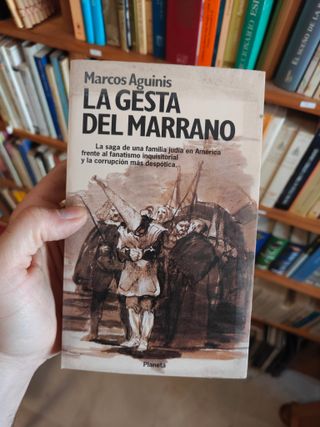 Marcos Aguinis
LA GESTA
DEL MARRANO
La saga de una familia judía en América
frente al fanatismo inquisitorial
y la corrupción más despótica.
Planeta